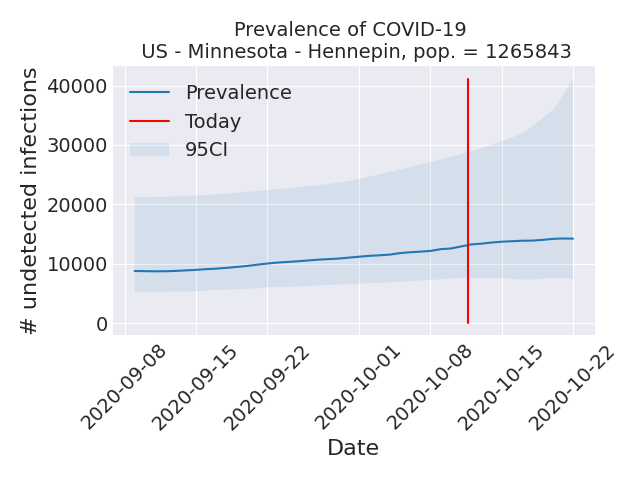 Prevalence of COVID-19
US - Minnesota - Hennepin, pop. = 1265843
# undetected infections
40000
30000
20000
10000
0
Prevalence
Today
95CI
2020-09-08
2020-09-15
2020-09-22
2020-10-01
2020-10-08
2020-10-15
2020-10-22
Date